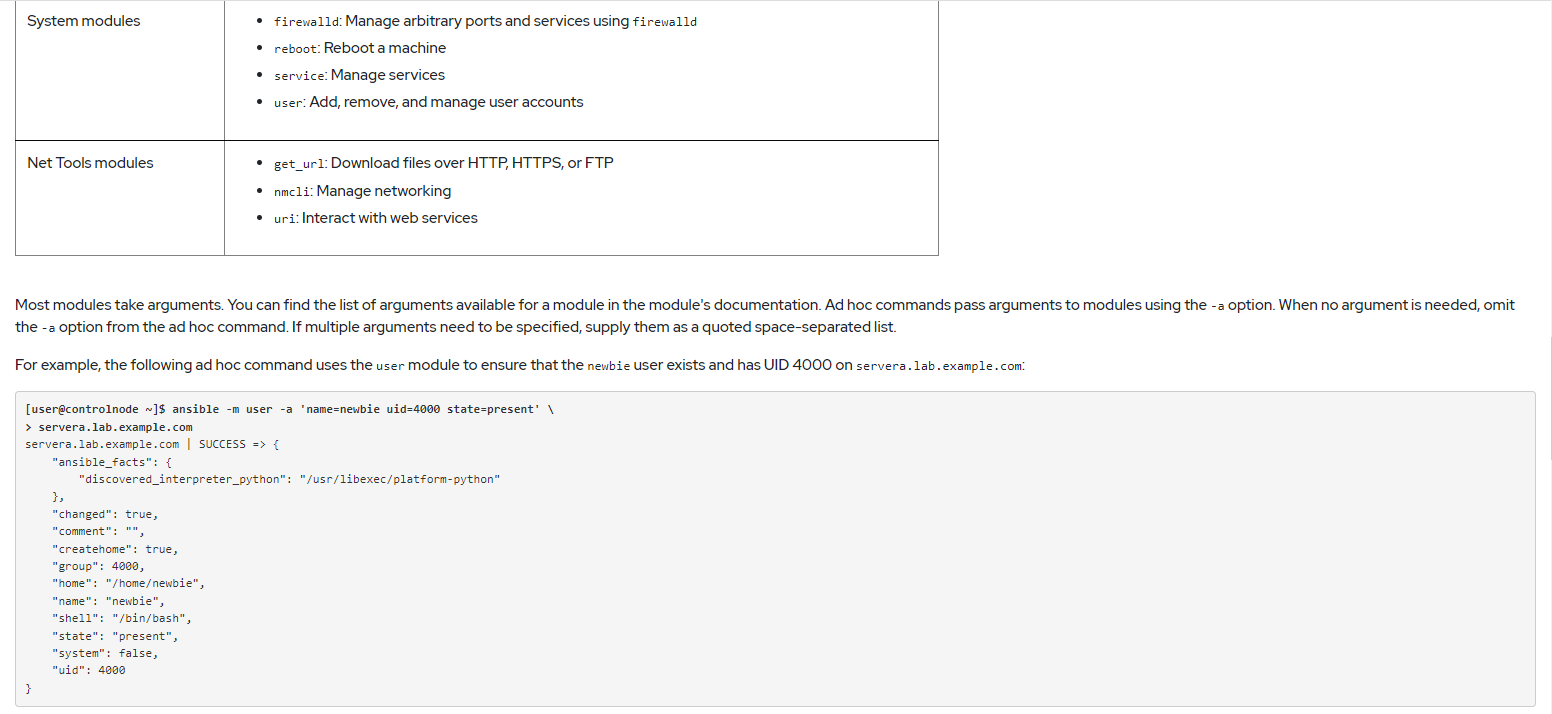 System modules
• firewalld: Manage arbitrary ports and services using firewalld
• reboot: Reboot a machine
• service: Manage services
• user: Add, remove, and manage user accounts
Net Tools modules
• get_url: Download files over HTTP, HTTPS, or FTP
• nmcli: Manage networking
• uri: Interact with web services
Most modules take arguments. You can find the list of arguments available for a module in the module's documentation. Ad hoc commands pass arguments to modules using the -a option. When no argument is needed, omit
the -a option from the ad hoc command. If multiple arguments need to be specified, supply them as a quoted space-separated list.
For example, the following ad hoc command uses the user module to ensure that the newbie user exists and has UID 4000 on servera.lab.example.com:
[user@controlnode ~]$ ansible -m user -a 'name=newbie uid=4000 state=present' \
> servera.lab.example.com
servera.lab.example.com | SUCCESS => {
    "ansible_facts": {
        "discovered_interpreter_python": "/usr/libexec/platform-python"
    },
    "changed": true,
    "comment": "",
    "createhome": true,
    "group": 4000,
    "home": "/home/newbie",
    "name": "newbie",
    "shell": "/bin/bash",
    "state": "present",
    "system": false,
    "uid": 4000
}